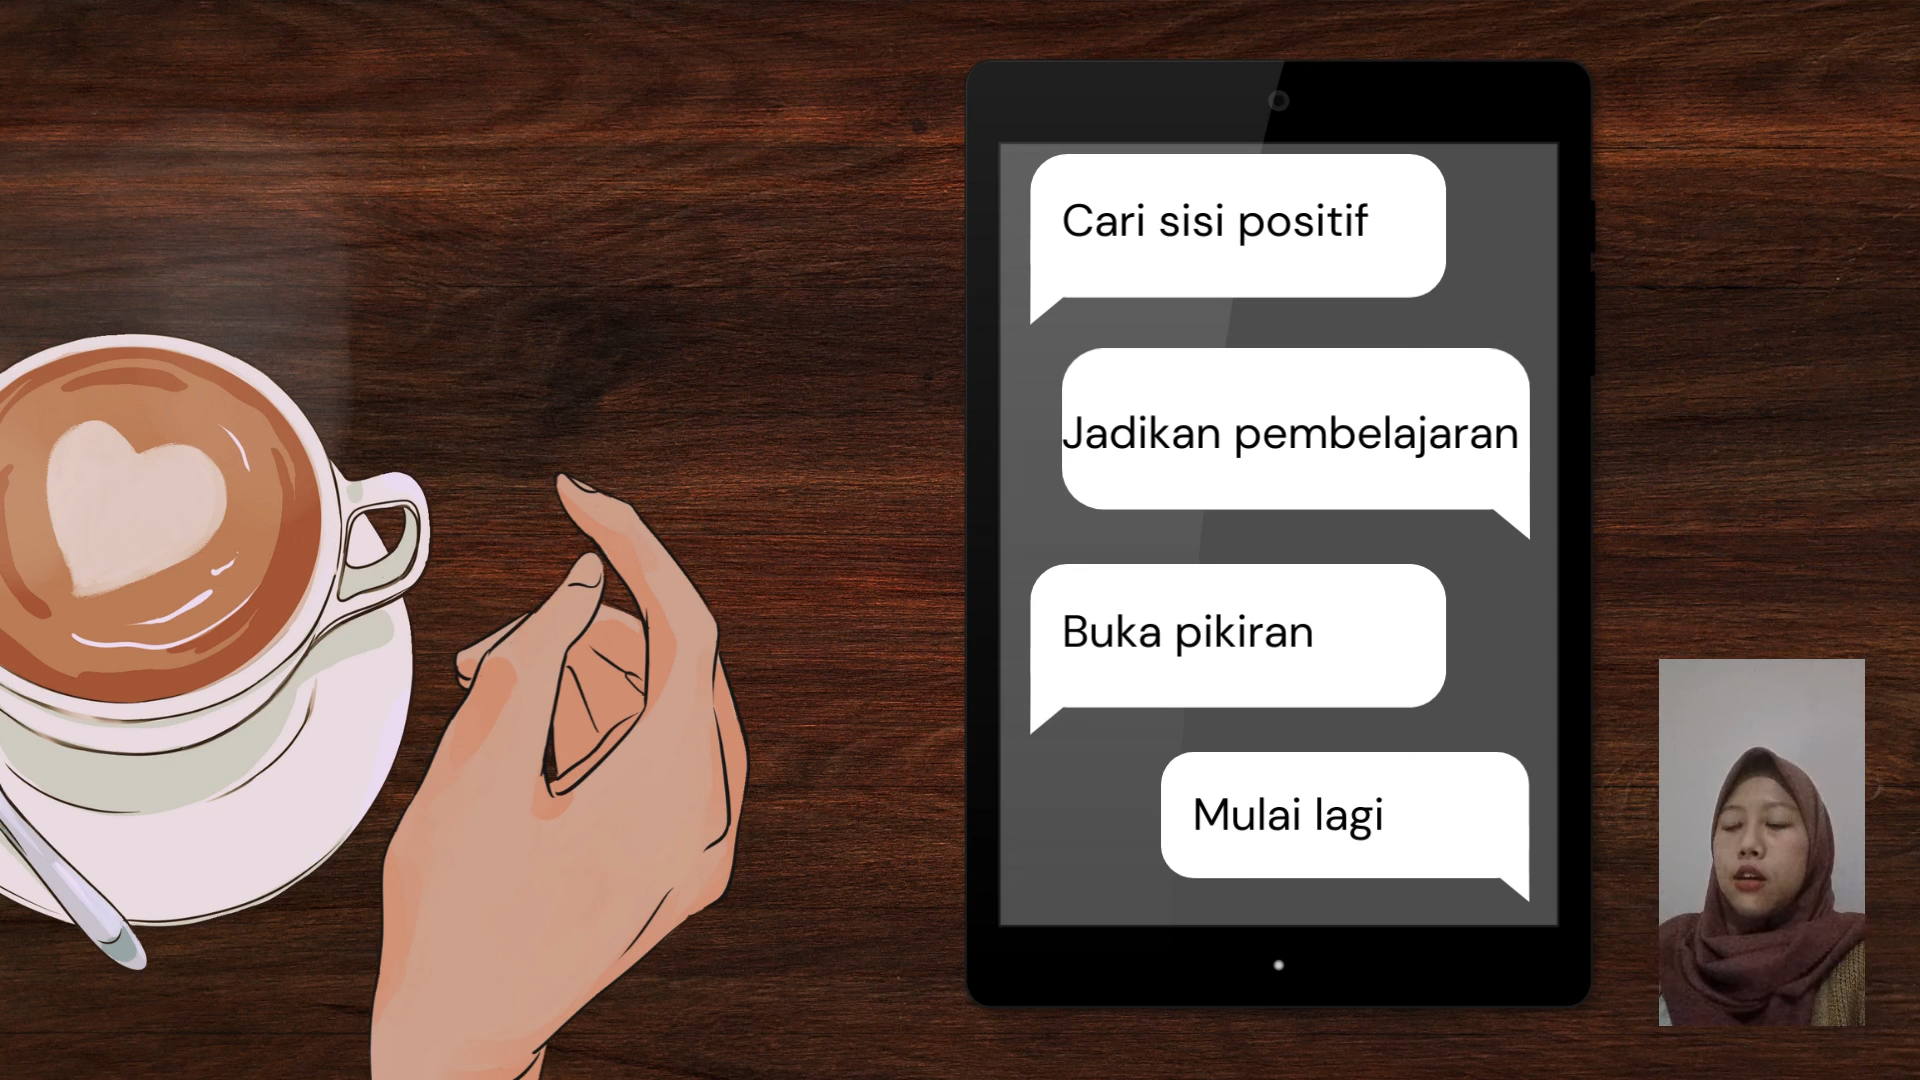 Cari sisi positif
Jadikan pembelajaran
Buka pikiran
Mulai lagi